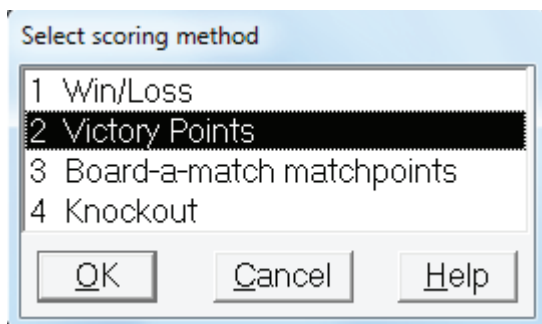 Select scoring method
1 Win/Loss
2 Victory Points
3 Board-a-match matchpoints
4 Knockout
OK Cancel Help